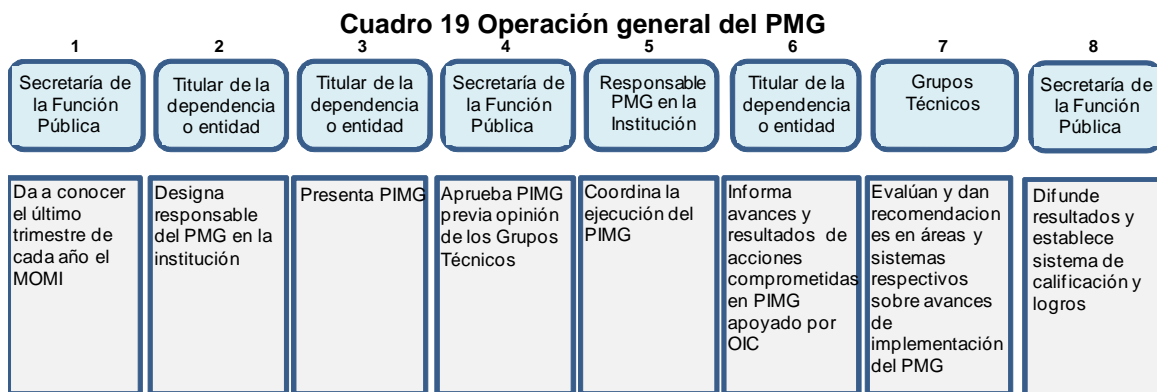 Cuadro 19 Operación general del PMG
1
Secretaría de
la Función
Pública
Da a conocer
el último
trimestre de
cada año el
MOMI
2
Titular de la
dependencia
o entidad
Designa
responsable
del PMG en la
institución
3
Titular de la
dependencia
o entidad
Presenta PIMG
4
Secretaría de
la Función
Pública
Aprueba PIMG
previa opinión
de los Grupos
Técnicos
5
Responsable
PMG en la
Institución
Coordina la
ejecución del
PIMG
6
Titular de la
dependencia
o entidad
Informa
avances y
resultados de
acciones
comprometidas
en PIMG
apoyado por
OIC
7
Grupos
Técnicos
Evalúan y dan
recomendacion
es en áreas y
sistemas
respectivos
sobre avances
de
implementación
del PMG
8
Secretaría de
la Función
Pública
Difunde
resultados y
establece
sistema de
calificación y
logros